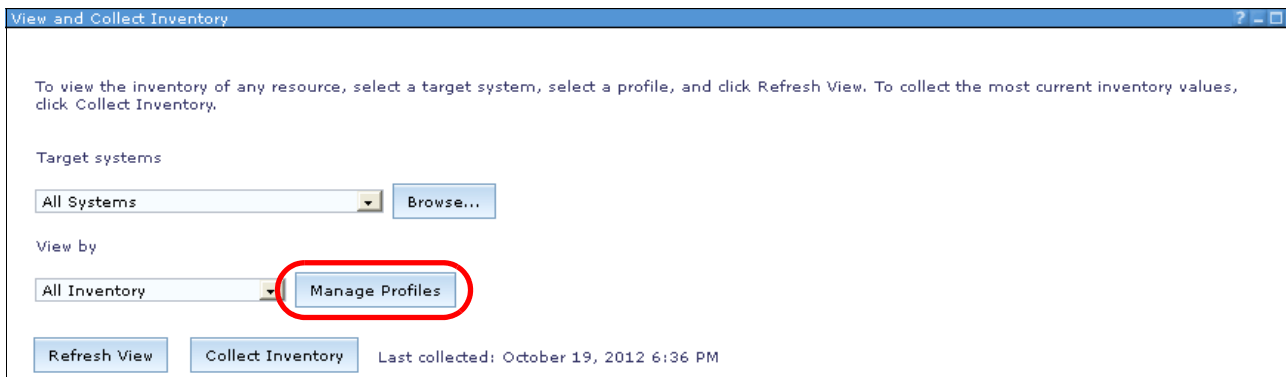 View and Collect Inventory ?
To view the inventory of any resource, select a target system, select a profile, and click Refresh View. To collect the most current inventory values,
click Collect Inventory.
Target systems
All Systems Browse...
View by
All Inventory Manage Profiles
Refresh View Collect Inventory Last collected: October 19, 2012 6:36 PM